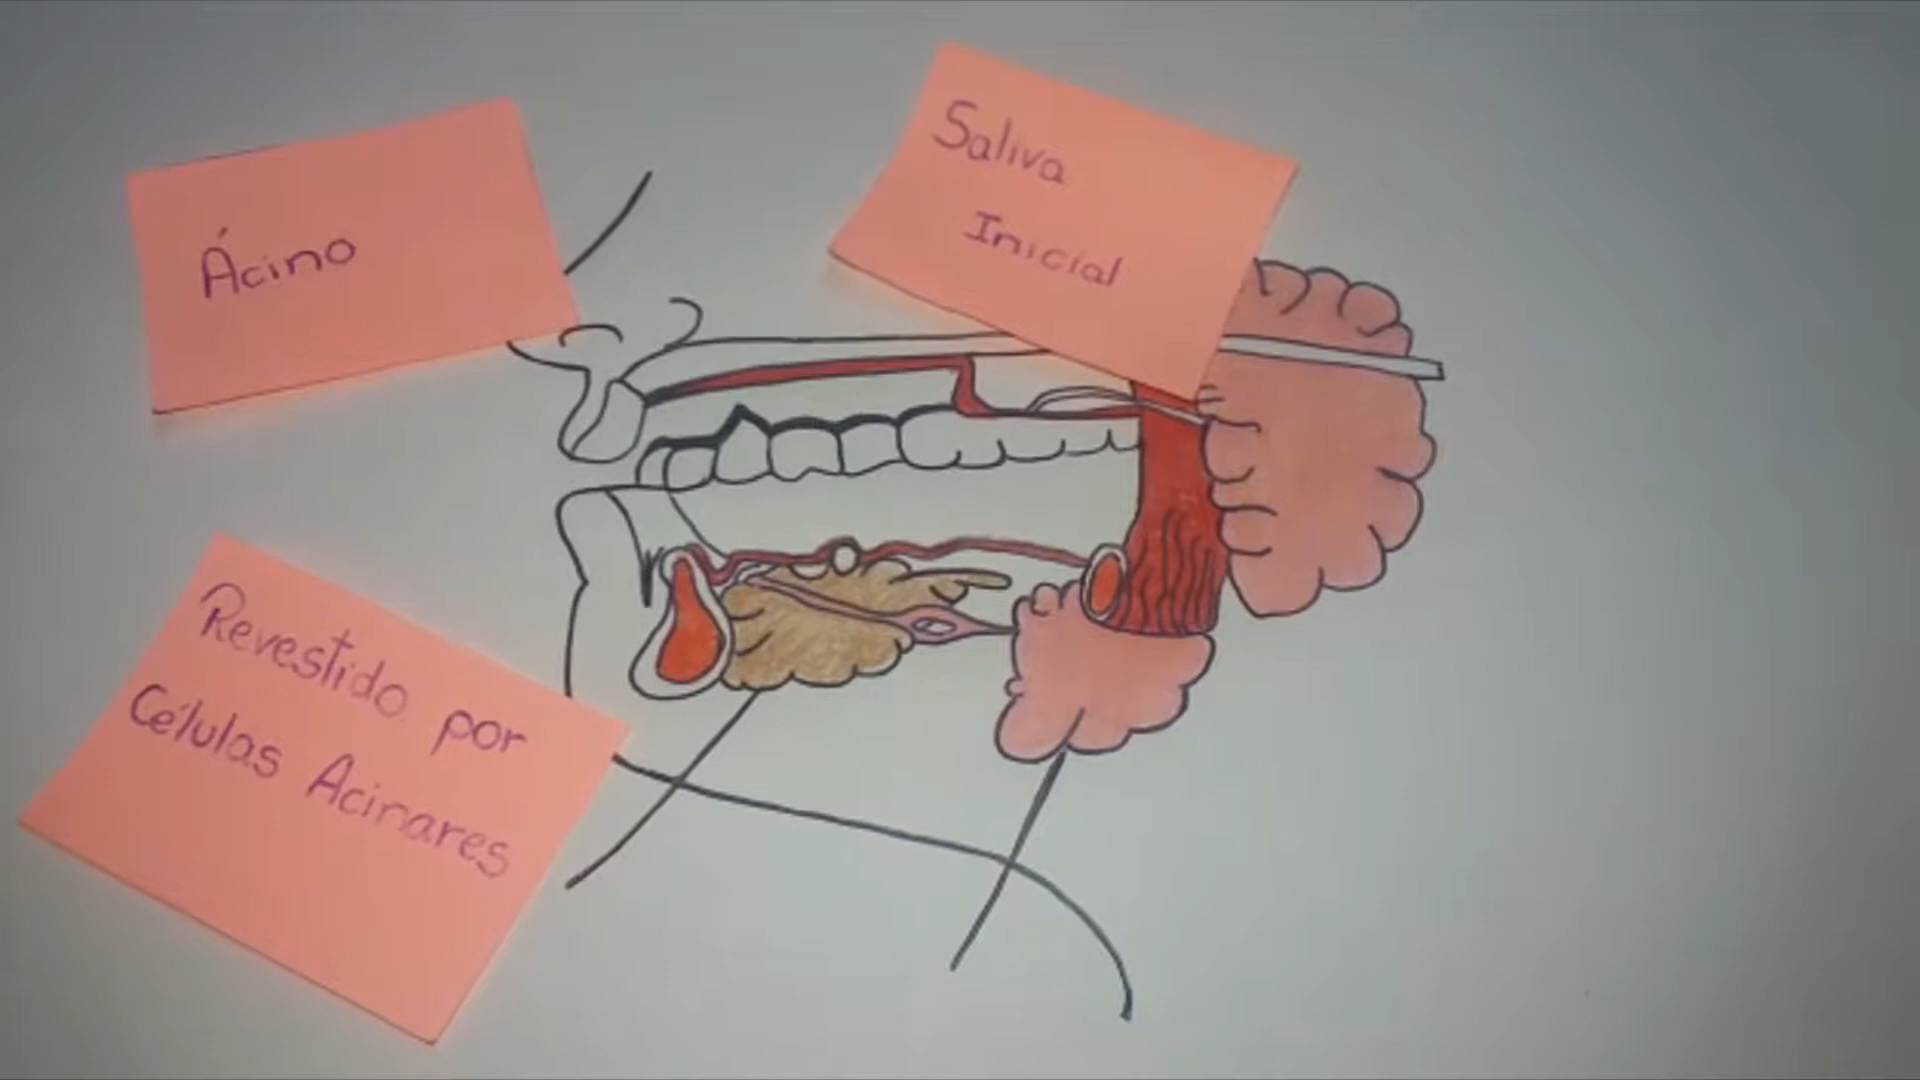 Ácino
Saliva
Inicial
Revestido por
Células Acinares